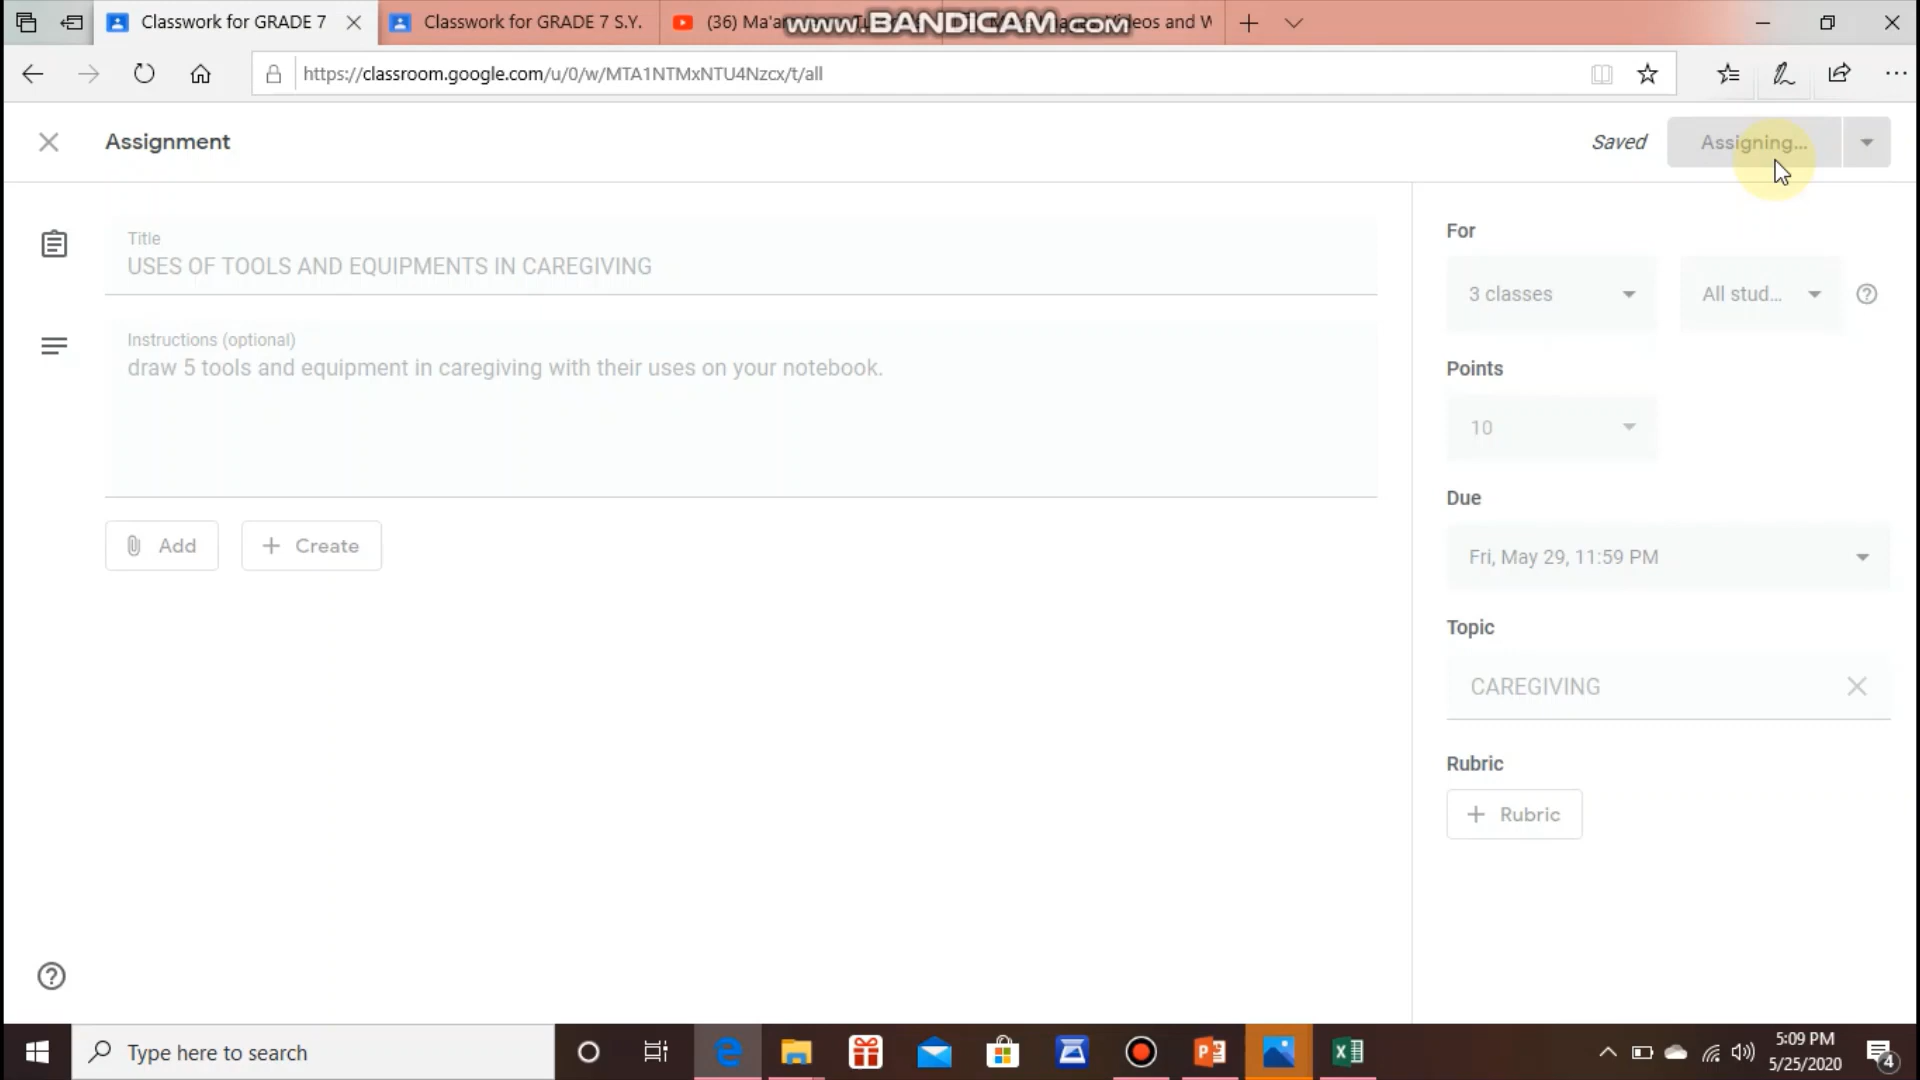 Classwork for GRADE 7
Classwork for GRADE 7 S.Y.
(36) Ma'am
www.BANDICAM.com
Videos and W
https://classroom.google.com/u/0/w/MTA1NTMxNTU4Nzcx/t/all
Assignment
Saved
Assigning...
Title
USES OF TOOLS AND EQUIPMENTS IN CAREGIVING
Instructions (optional)
draw 5 tools and equipment in caregiving with their uses on your notebook.
Add
Create
For
3 classes
All stud...
Points
10
Due
Fri, May 29, 11:59 PM
Topic
CAREGIVING
Rubric
Rubric
Type here to search
5:09 PM
5/25/2020
4